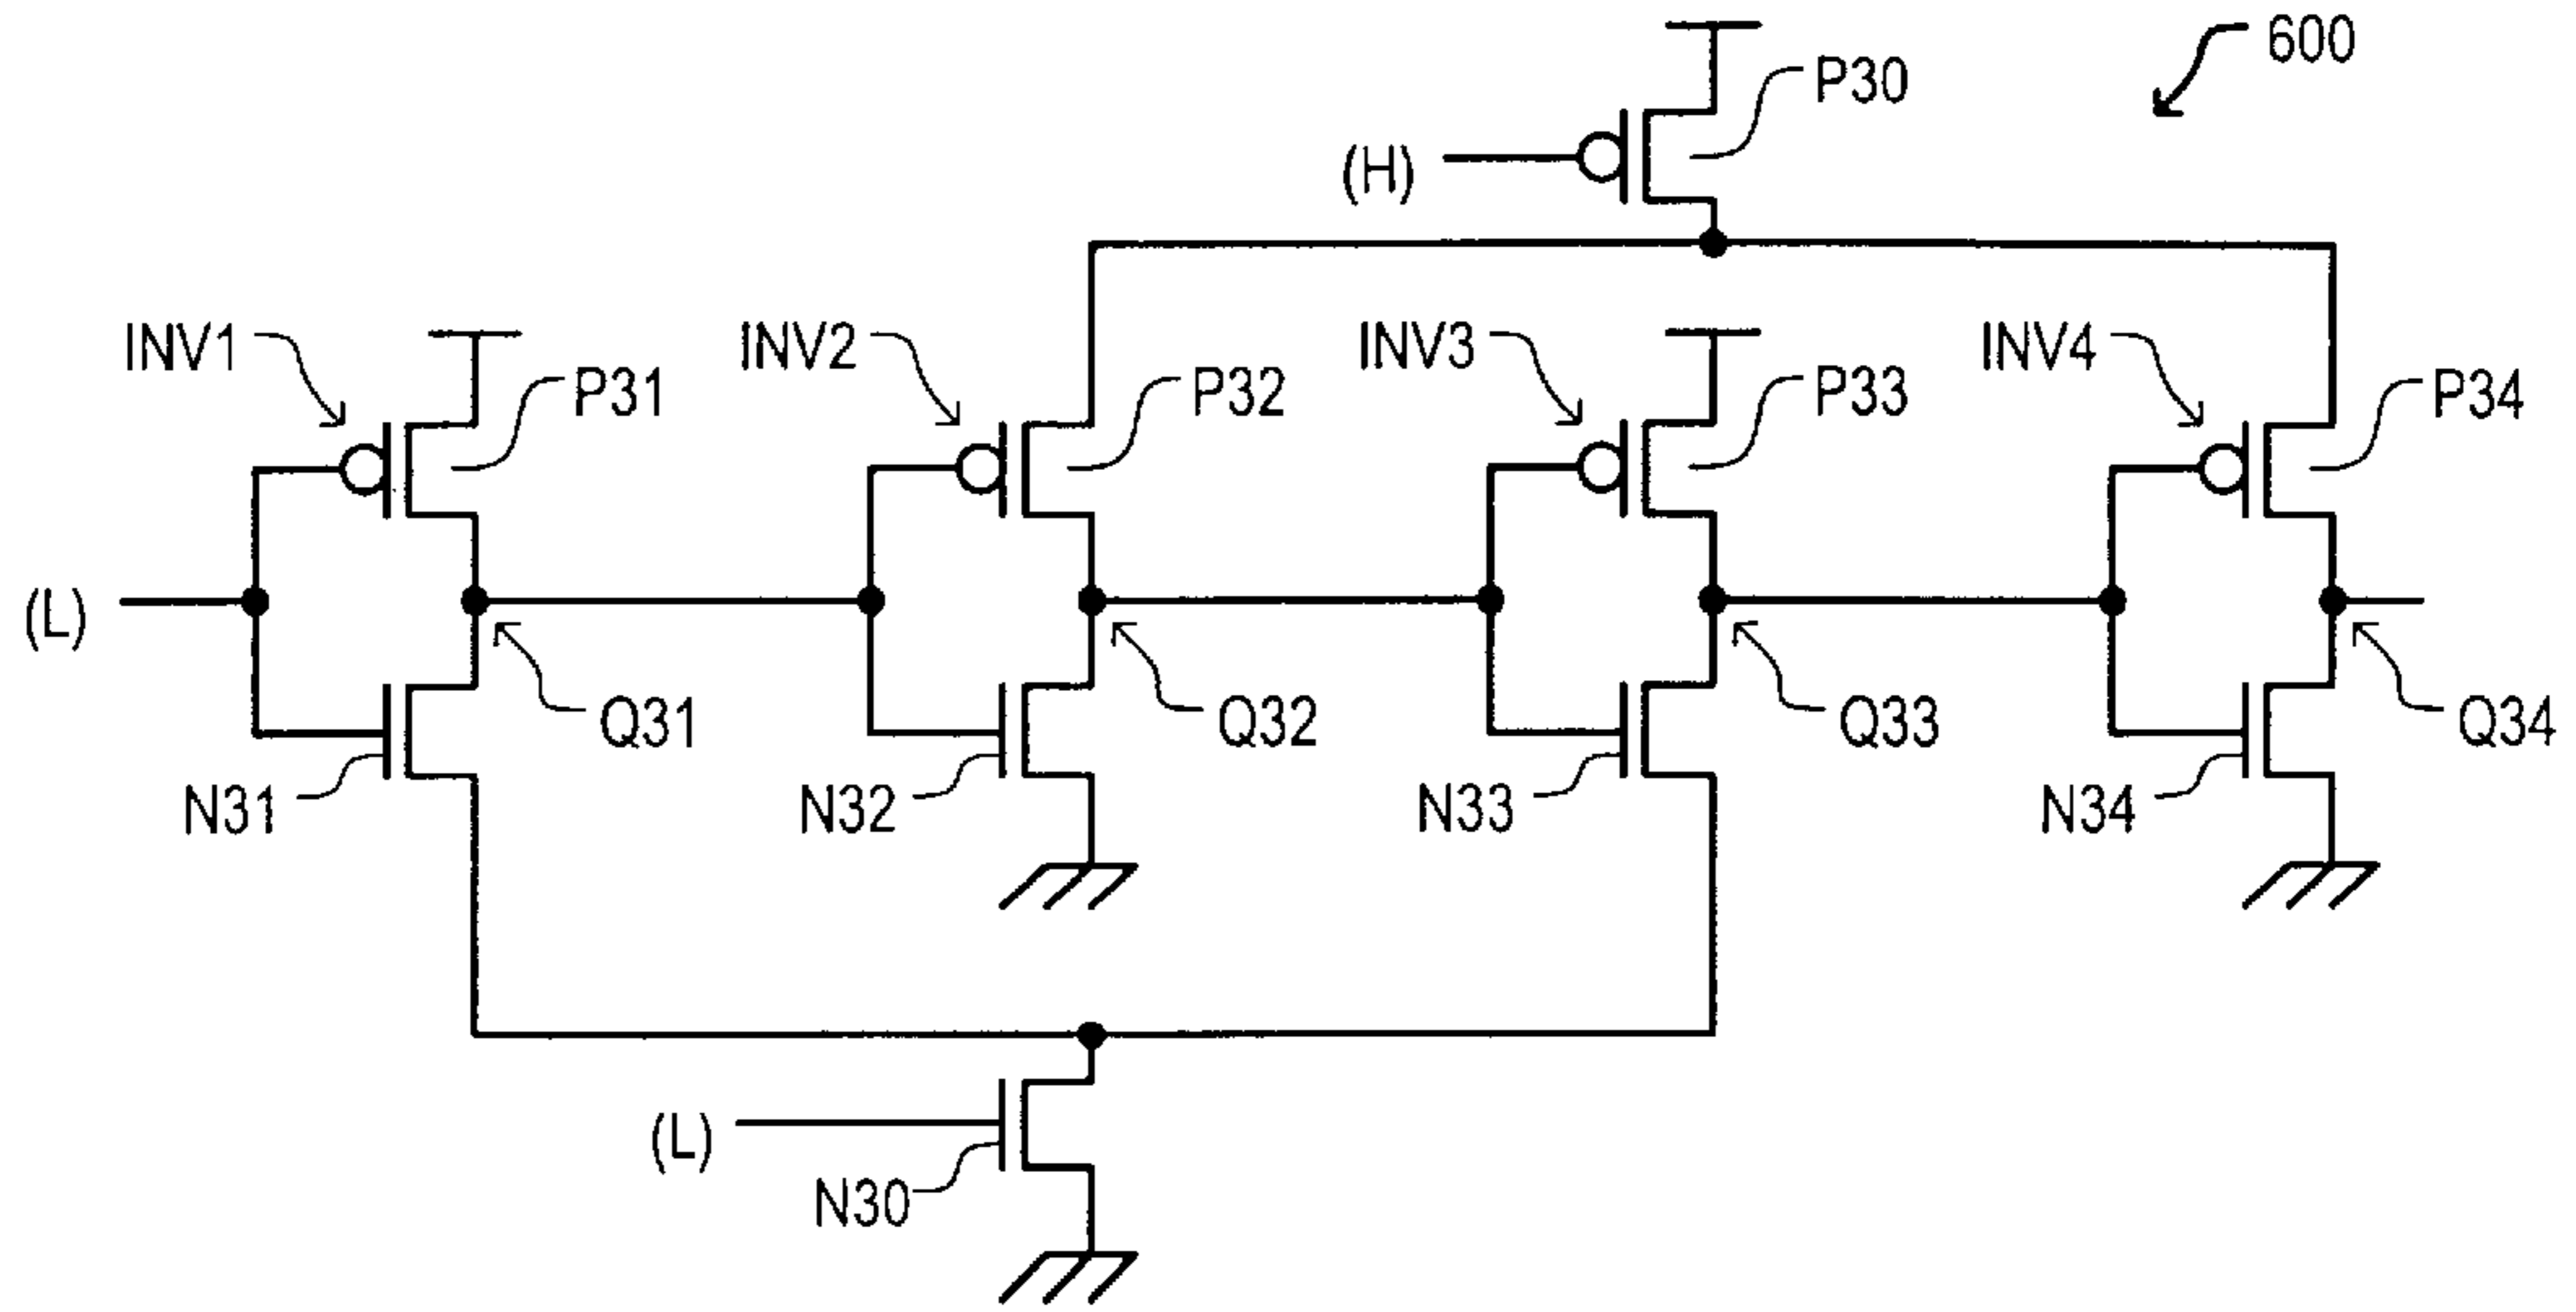 600
P30
(H)
INV1
INV2
INV3
INV4
P31
P32
P33
P34
(L)
Q31
Q32
Q33
Q34
N31
N32
N33
N34
(L)
N30